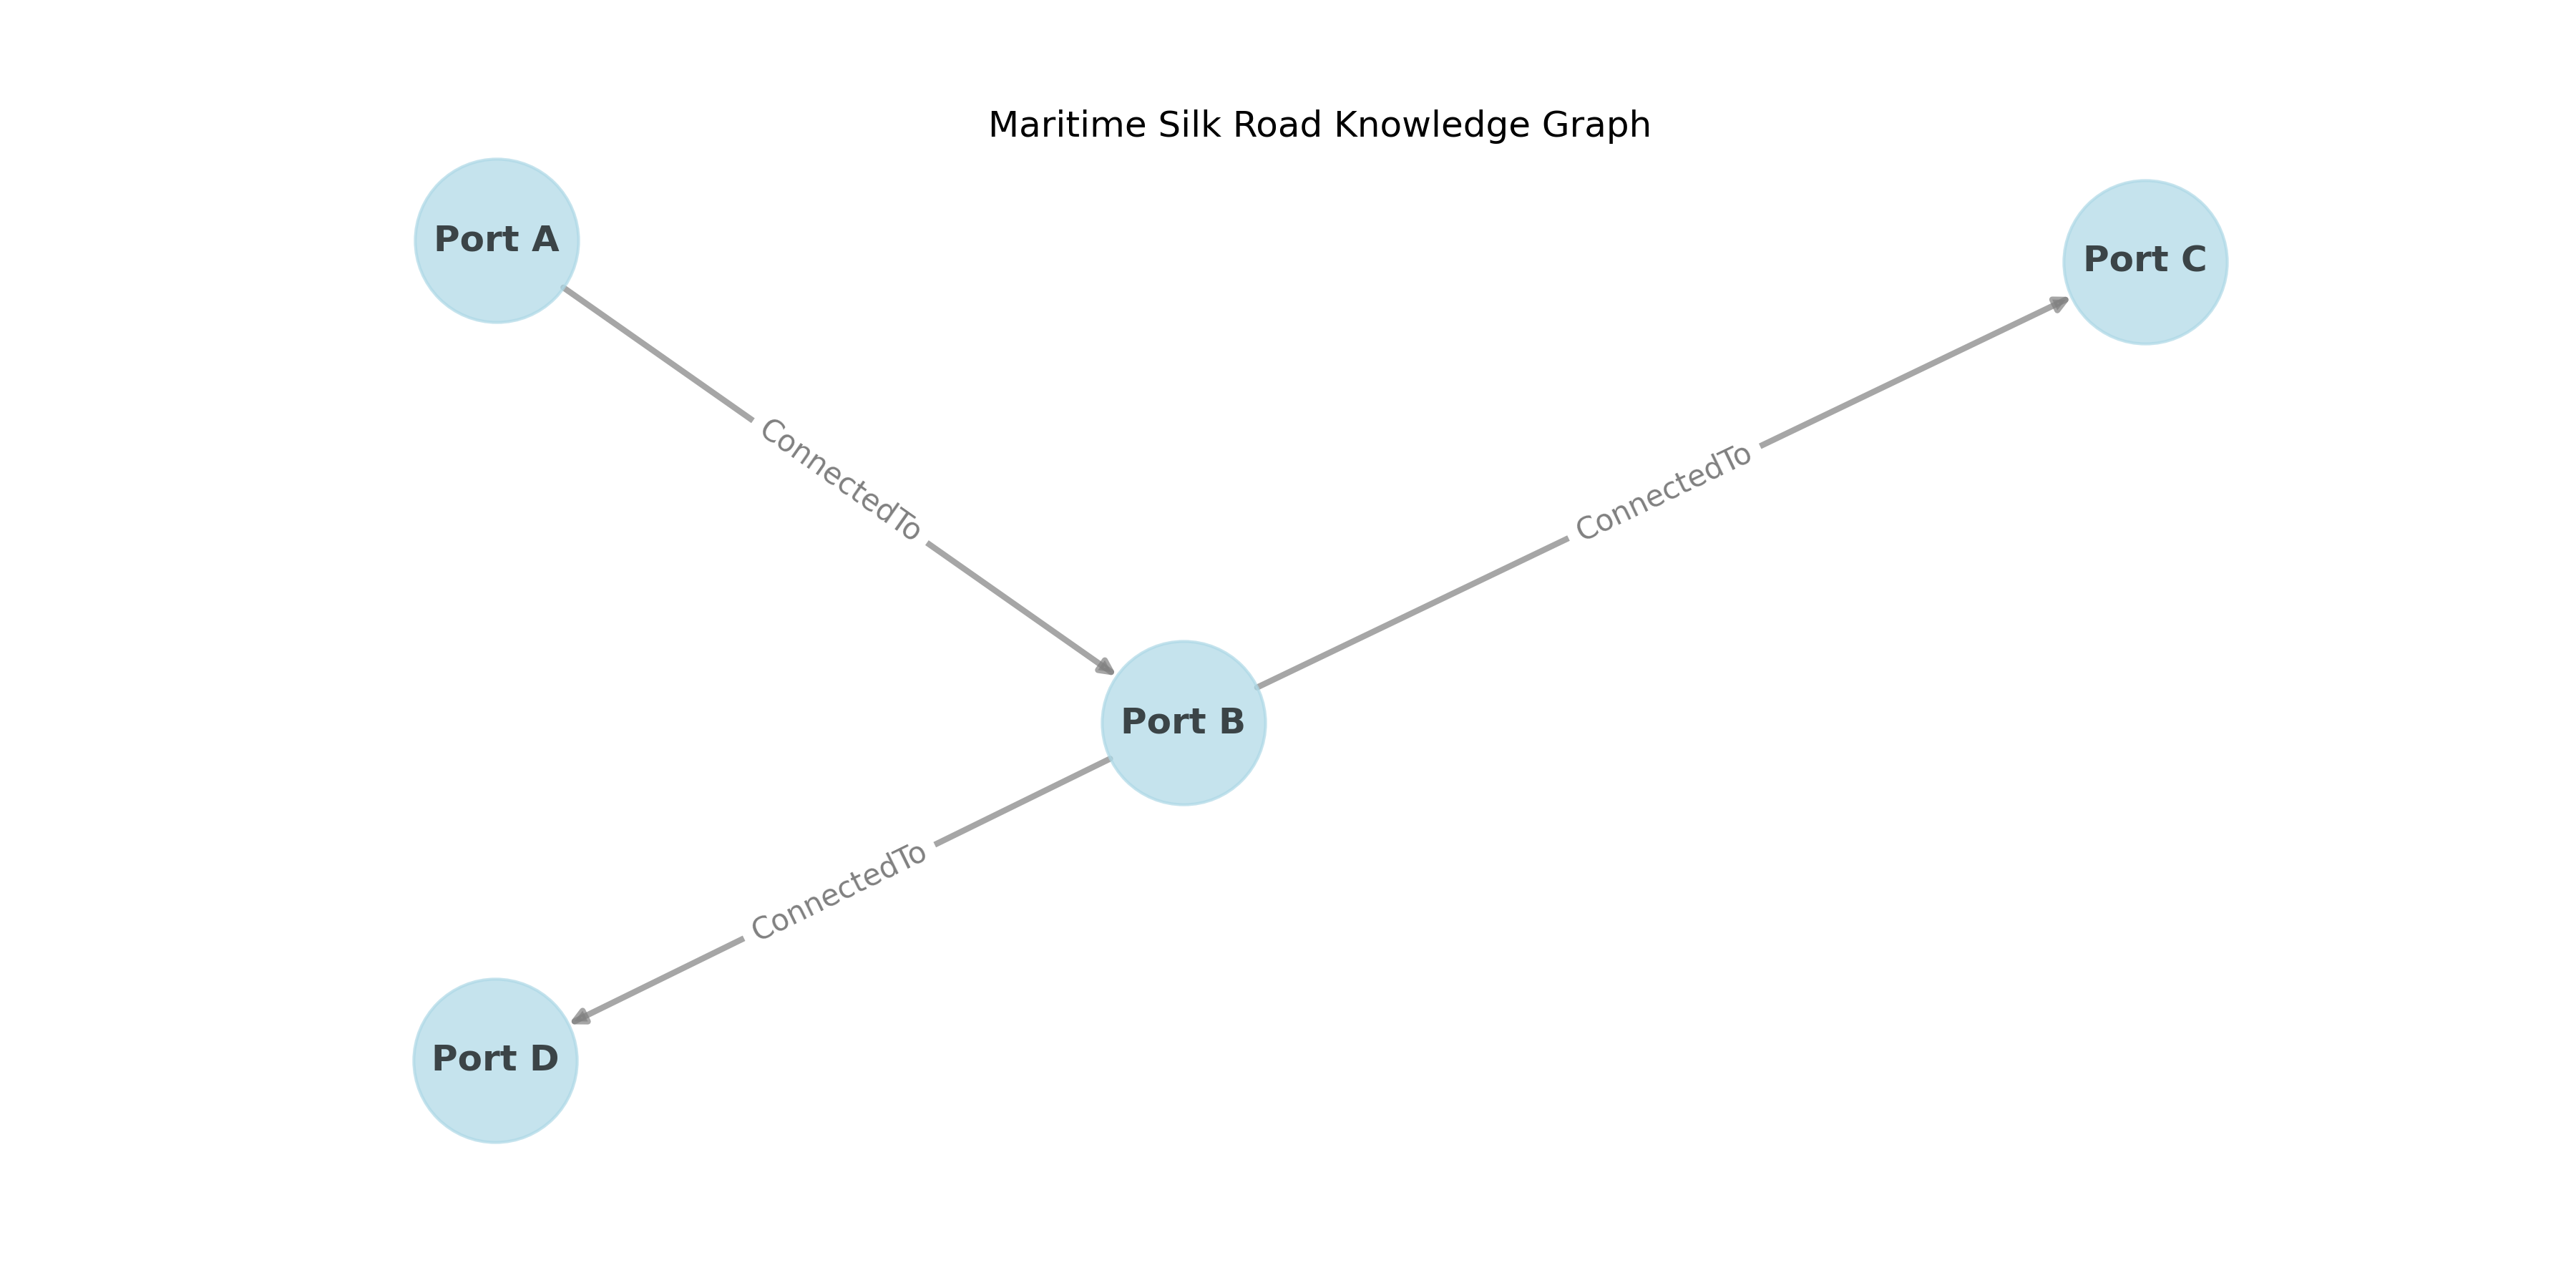 Maritime Silk Road Knowledge Graph
Port A
Port C
ConnectedTo
ConnectedTo
Port B
ConnectedTo
Port D